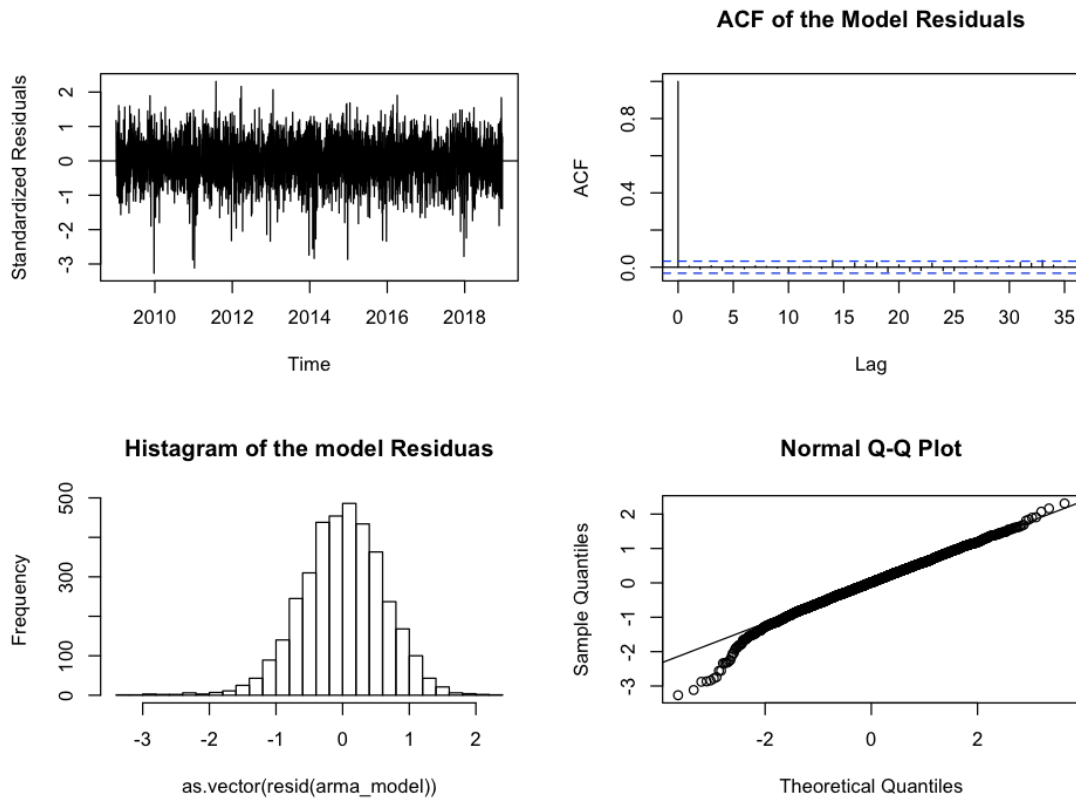 ACF of the Model Residuals
Standardized Residuals
2
1
0
-1
-2
-3
2010 2012 2014 2016 2018
Time
ACF
0.8
0.4
0.0
0 5 10 15 20 25 30 35
Lag
Histagram of the model Residuas
Frequency
500
300
100
0
-3 -2 -1 0 1 2
as.vector(resid(arma_model))
Normal Q-Q Plot
Sample Quantiles
2
1
0
-1
-2
-3
-2 0 2
Theoretical Quantiles